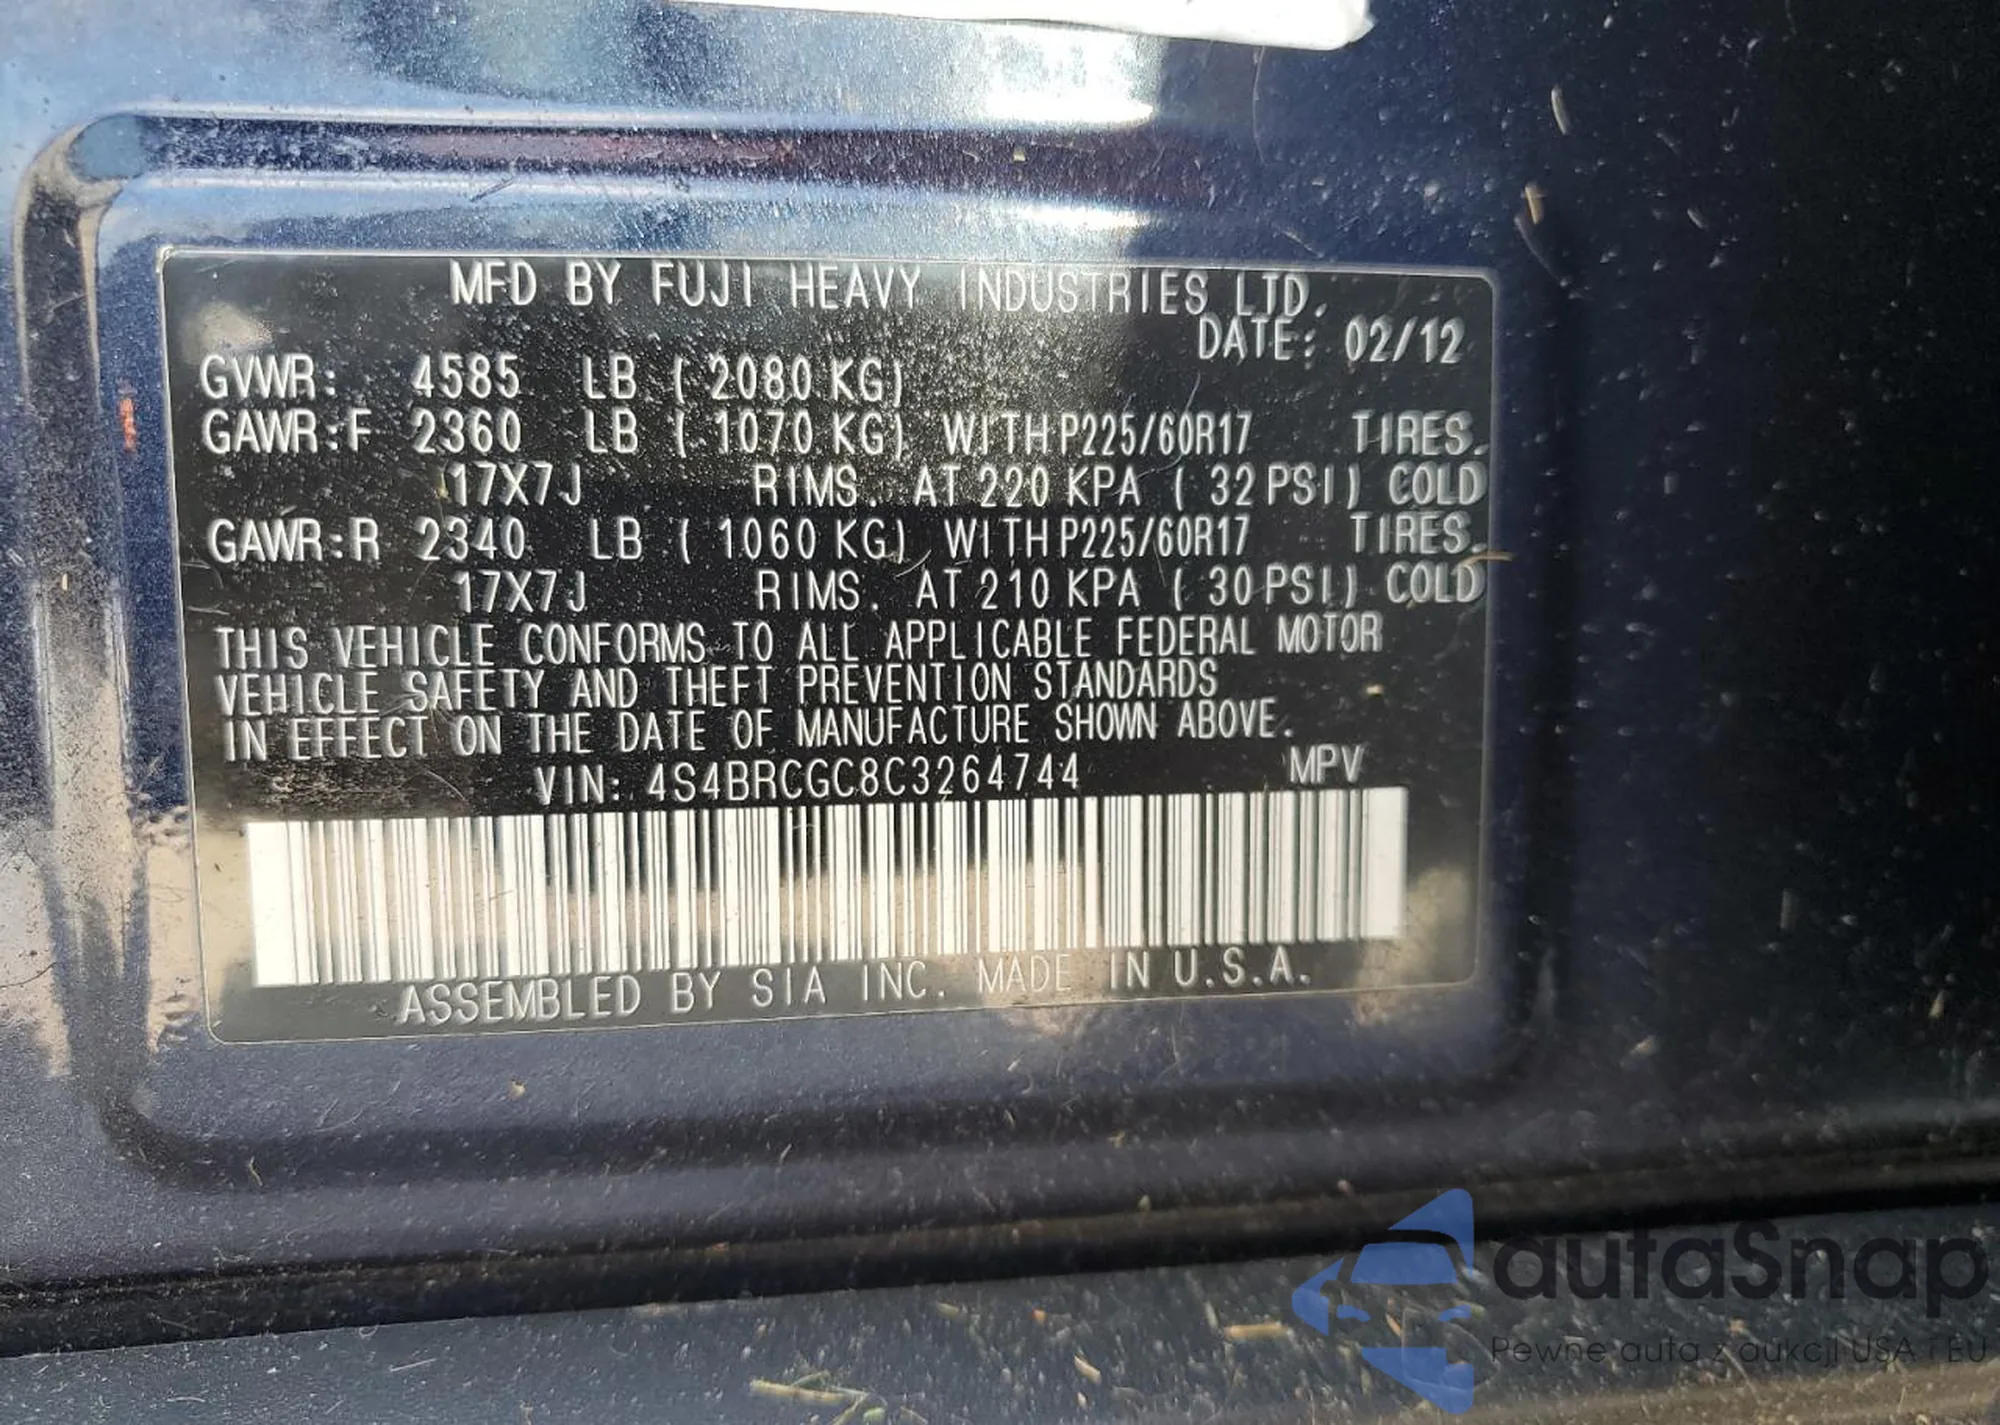 MFD BY FUJI HEAVY INDUSTRIES LTD.
DATE: 02/12
GVWR: 4585 LB ( 2080 KG)
GAWR:F 2360 LB ( 1070 KG) WITH P225/60R17 TIRES.
17X7J RIMS. AT 220 KPA ( 32 PSI) COLD
GAWR:R 2340 LB ( 1060 KG) WITH P225/60R17 TIRES.
17X7J RIMS. AT 210 KPA ( 30 PSI) COLD
THIS VEHICLE CONFORMS TO ALL APPLICABLE FEDERAL MOTOR
VEHICLE SAFETY AND THEFT PREVENTION STANDARDS
IN EFFECT ON THE DATE OF MANUFACTURE SHOWN ABOVE.
VIN: 4S4BRCGC8C3264744 MPV
ASSEMBLED BY SIA INC. MADE IN U.S.A.
autaSnap
Pewne auta z aukcji USA i EU